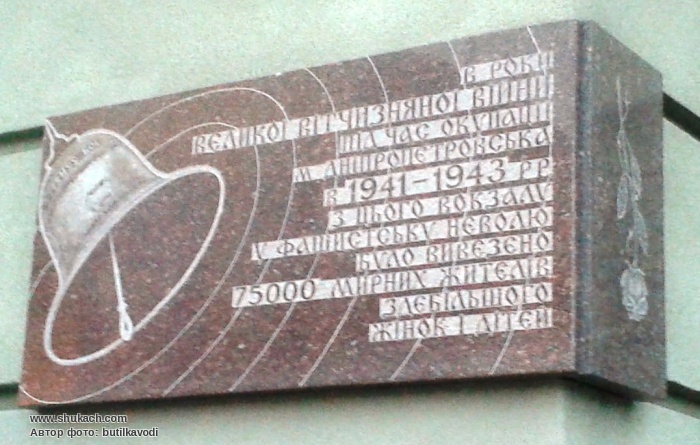 В РОКИ
ВЕЛИКОЇ ВІТЧИЗНЯНОЇ ВІЙНИ
ПІД ЧАС ОКУПАЦІЇ
М ДНІПРОПЕТРОВСЬКА
В 1941–1943 РР
З ЦЬОГО ВОКЗАЛУ
У ФАШИСТСЬКУ НЕВОЛЮ
БУЛО ВИВЕЗЕНО
75000 МИРНИХ ЖИТЕЛІВ
ЗДЕБІЛЬШОГО
ЖІНОК І ДІТЕЙ
www.shukach.com
Автор фото: butilkavodi